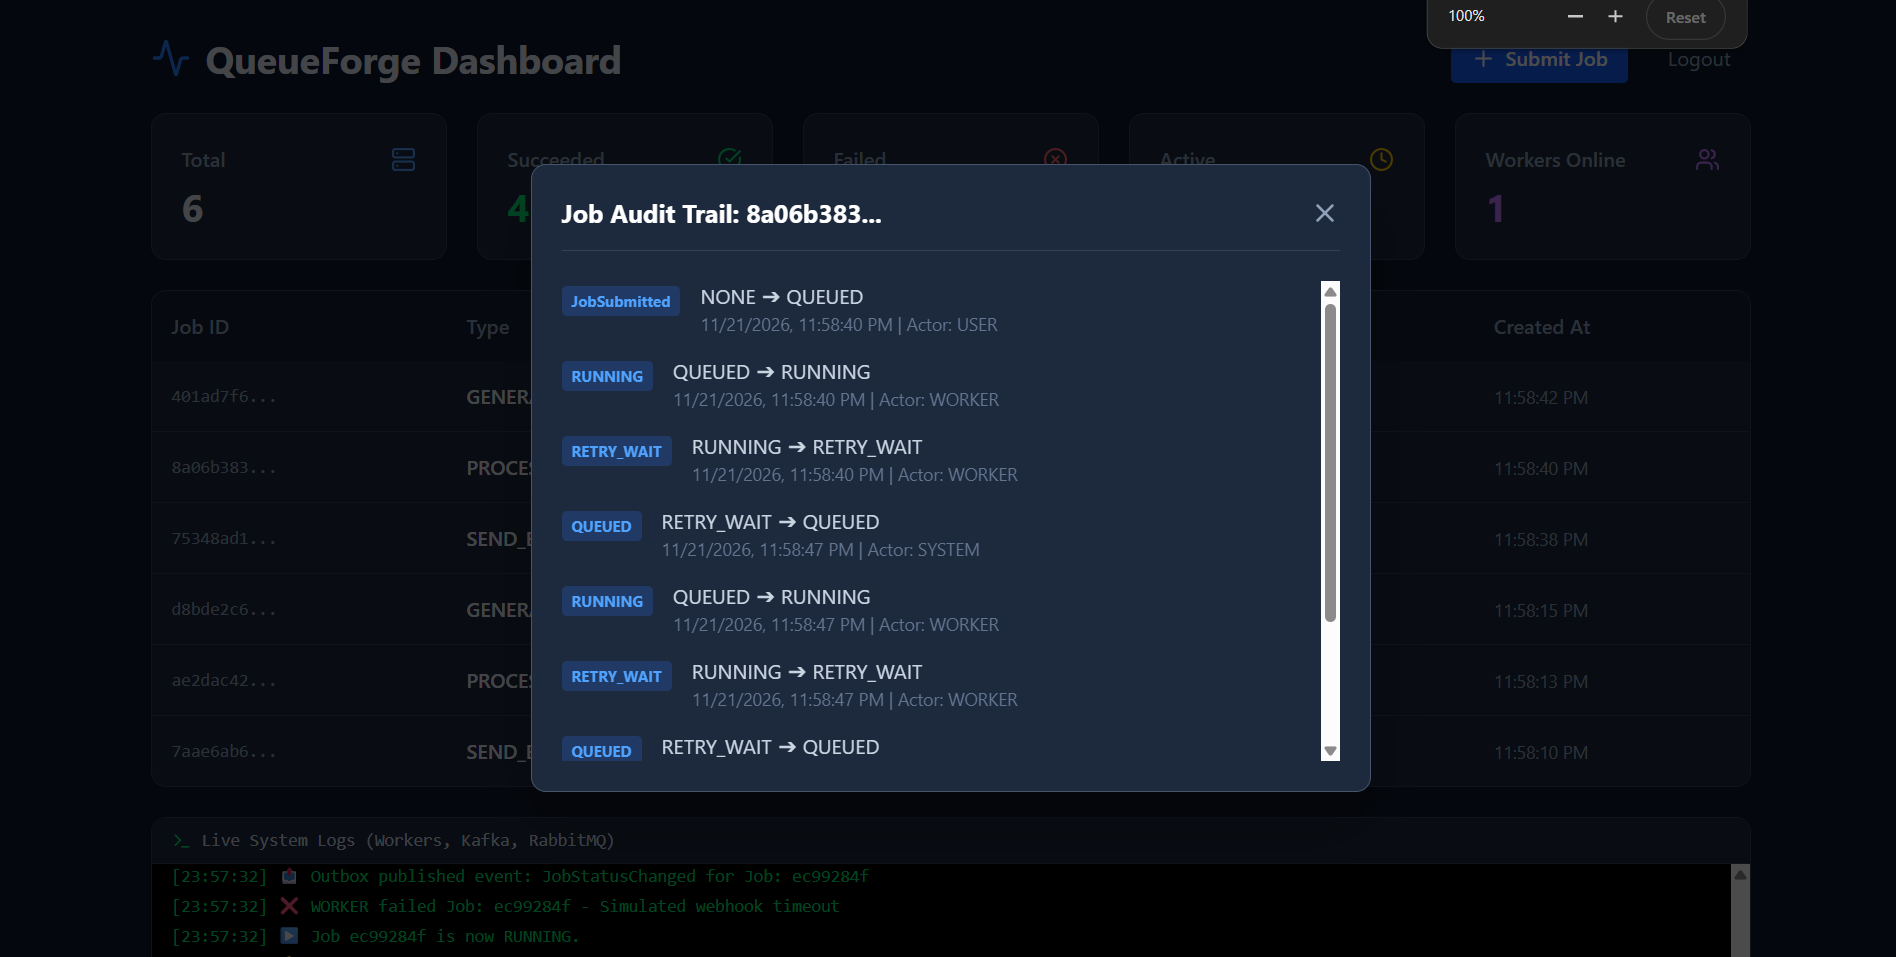 100%
Reset
QueueForge Dashboard
Submit Job
Logout
Total
Succeeded
Failed
Active
Workers Online
6
4
1
Job Audit Trail: 8a06b383...
JobSubmitted NONE ➔ QUEUED
11/21/2026, 11:58:40 PM | Actor: USER
RUNNING QUEUED ➔ RUNNING
11/21/2026, 11:58:40 PM | Actor: WORKER
RETRY_WAIT RUNNING ➔ RETRY_WAIT
11/21/2026, 11:58:40 PM | Actor: WORKER
QUEUED RETRY_WAIT ➔ QUEUED
11/21/2026, 11:58:47 PM | Actor: SYSTEM
RUNNING QUEUED ➔ RUNNING
11/21/2026, 11:58:47 PM | Actor: WORKER
RETRY_WAIT RUNNING ➔ RETRY_WAIT
11/21/2026, 11:58:47 PM | Actor: WORKER
QUEUED RETRY_WAIT ➔ QUEUED
Job ID Type Created At
401ad7f6... GENER 11:58:42 PM
8a06b383... PROCES 11:58:40 PM
75348ad1... SEND_E 11:58:38 PM
d8bde2c6... GENER 11:58:15 PM
ae2dac42... PROCES 11:58:13 PM
7aae6ab6... SEND_E 11:58:10 PM
>_ Live System Logs (Workers, Kafka, RabbitMQ)
[23:57:32] 📤 Outbox published event: JobStatusChanged for Job: ec99284f
[23:57:32] ❌ WORKER failed Job: ec99284f - Simulated webhook timeout
[23:57:32] ▶️ Job ec99284f is now RUNNING.